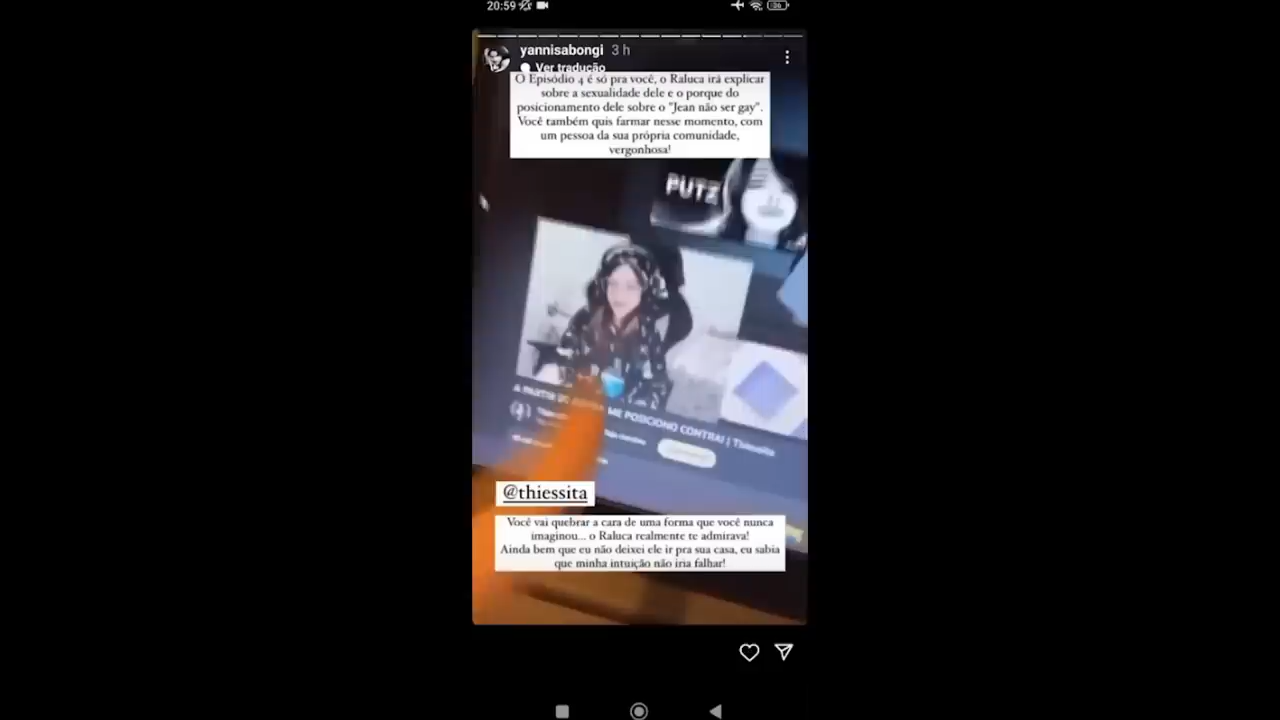 20:59
yannisabongi 3 h
Ver tradução
O Episódio 4 é só pra você, o Raluca irá explicar
sobre a sexualidade dele e o porque do
posicionamento dele sobre o "Jean não ser gay".
Você também quis farmar nesse momento, com
um pessoa da sua própria comunidade,
vergonhosa!
PUTZ
A PARTIR ME POSICIONO CONTRA! | Thiessita
@thiessita
Você vai quebrar a cara de uma forma que você nunca
imaginou... o Raluca realmente te admirava!
Ainda bem que eu não deixei ele ir pra sua casa, eu sabia
que minha intuição não iria falhar!